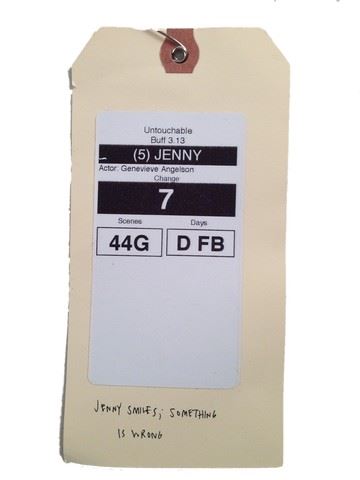 Untouchable
Buff 3.13
(5) JENNY
Actor: Genevieve Angelson
Change
7
Scenes Days
44G D FB
JENNY SMILES; SOMETHING
IS WRONG